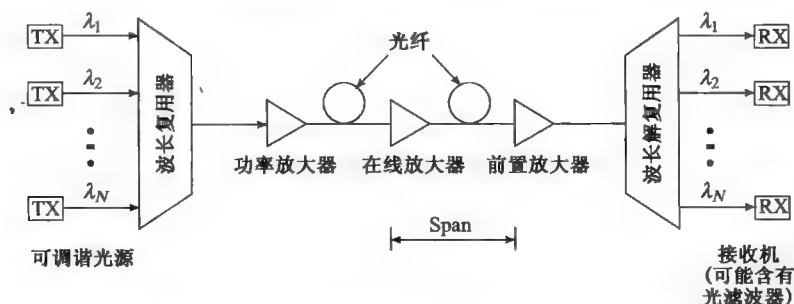 TX λ1
λ1 RX
光纤
TX λ2
λ2 RX
波长复用器
波长解复用器
功率放大器 在线放大器 前置放大器
TX λN
λN RX
Span
可调谐光源
接收机
(可能含有
光滤波器)